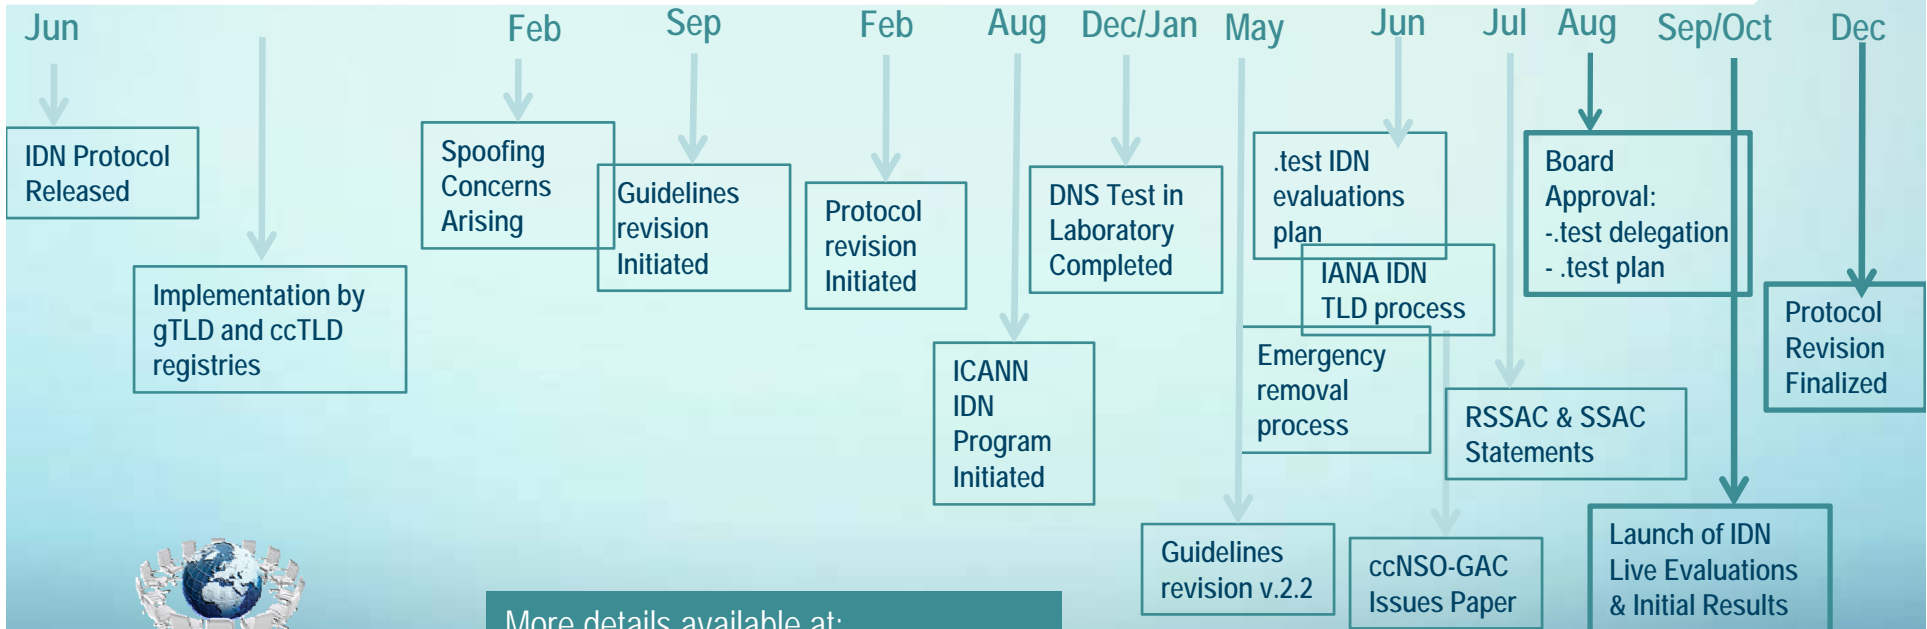 Jun
Feb
Sep
Feb
Aug
Dec/Jan
May
Jun
Jul
Aug
Sep/Oct
Dec
IDN Protocol
Released
Implementation by
gTLD and ccTLD
registries
Spoofing
Concerns
Arising
Guidelines
revision
Initiated
Protocol
revision
Initiated
ICANN
IDN
Program
Initiated
DNS Test in
Laboratory
Completed
Guidelines
revision v.2.2
.test IDN
evaluations
plan
IANA IDN
TLD process
Emergency
removal
process
ccNSO-GAC
Issues Paper
RSSAC & SSAC
Statements
Board
Approval:
-.test delegation
- .test plan
Launch of IDN
Live Evaluations
& Initial Results
Protocol
Revision
Finalized
More details available at: